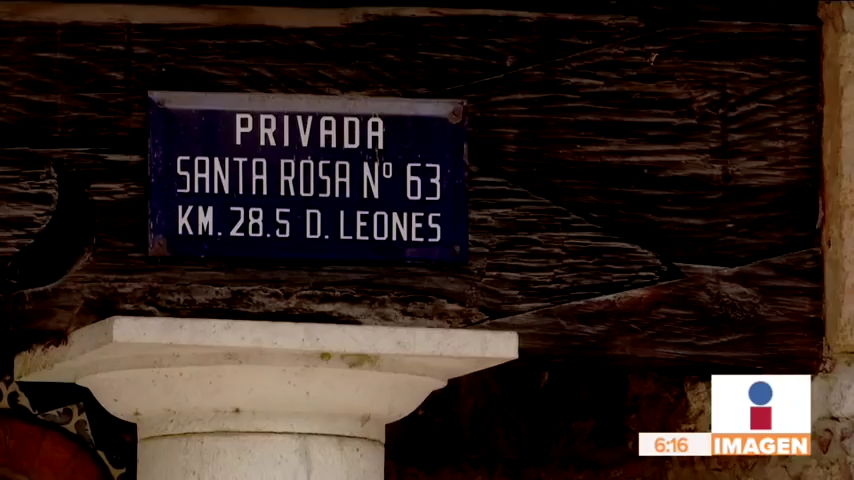 PRIVADA
SANTA ROSA Nº 63
KM. 28.5 D. LEONES
6:16 IMAGEN